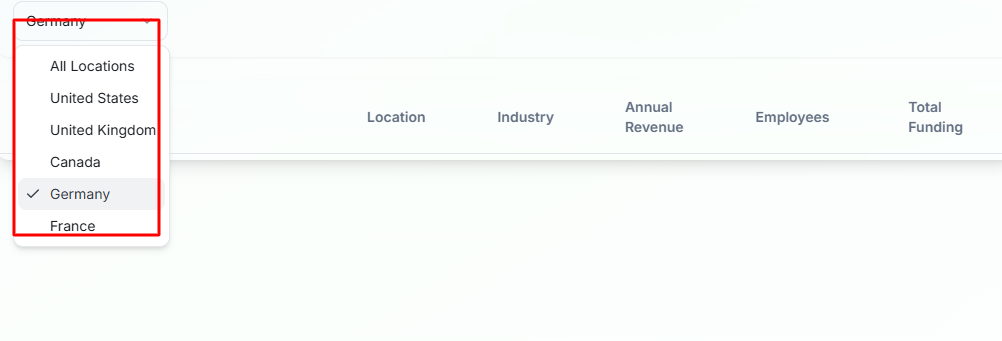 Germany
All Locations
United States
United Kingdom
Canada
Germany
France
Location
Industry
Annual
Revenue
Employees
Total
Funding